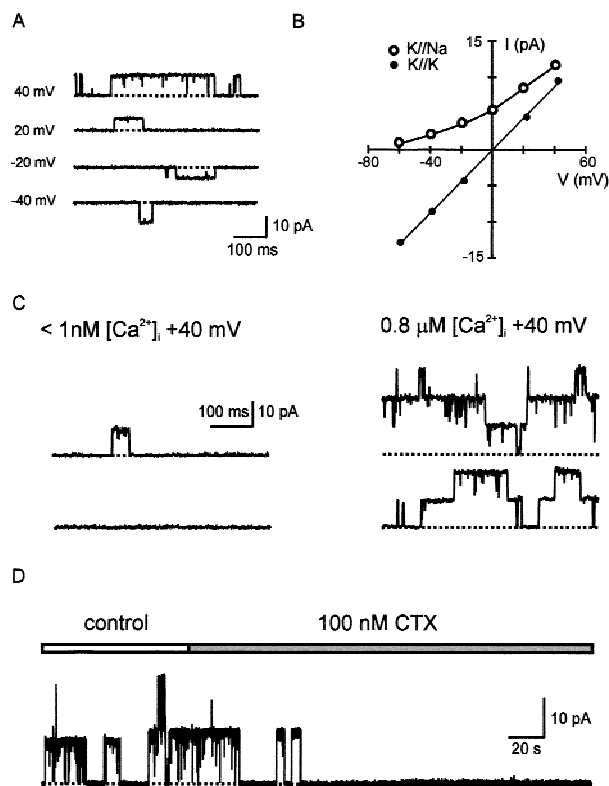 A
40 mV
20 mV
-20 mV
-40 mV
10 pA
100 ms
B
15
I (pA)
K//Na
K//K
-80
-40
60
V (mV)
-15
C
< 1nM [Ca²⁺]ᵢ +40 mV
100 ms
10 pA
0.8 μM [Ca²⁺]ᵢ +40 mV
D
control
100 nM CTX
10 pA
20 s